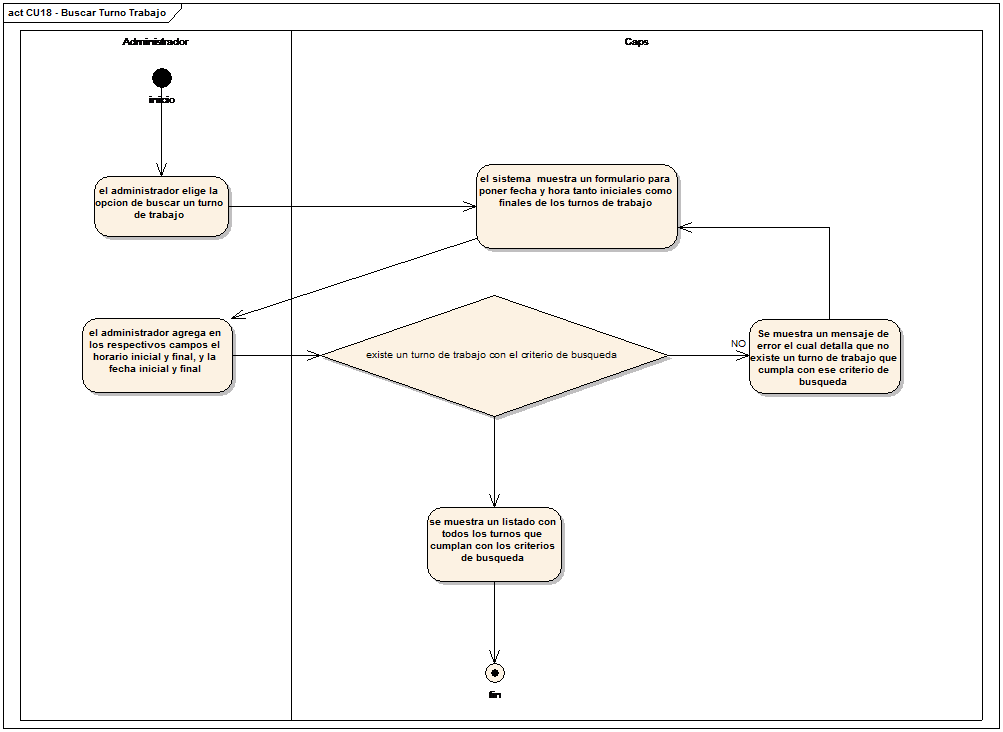 act CU18 - Buscar Turno Trabajo
Administrador
Caps
inicio
el administrador elige la
opcion de buscar un turno
de trabajo
el sistema muestra un formulario para
poner fecha y hora tanto iniciales como
finales de los turnos de trabajo
el administrador agrega en
los respectivos campos el
horario inicial y final, y la
fecha inicial y final
existe un turno de trabajo con el criterio de busqueda
NO
Se muestra un mensaje de
error el cual detalla que no
existe un turno de trabajo que
cumpla con ese criterio de
busqueda
se muestra un listado con
todos los turnos que
cumplan con los criterios
de busqueda
fin